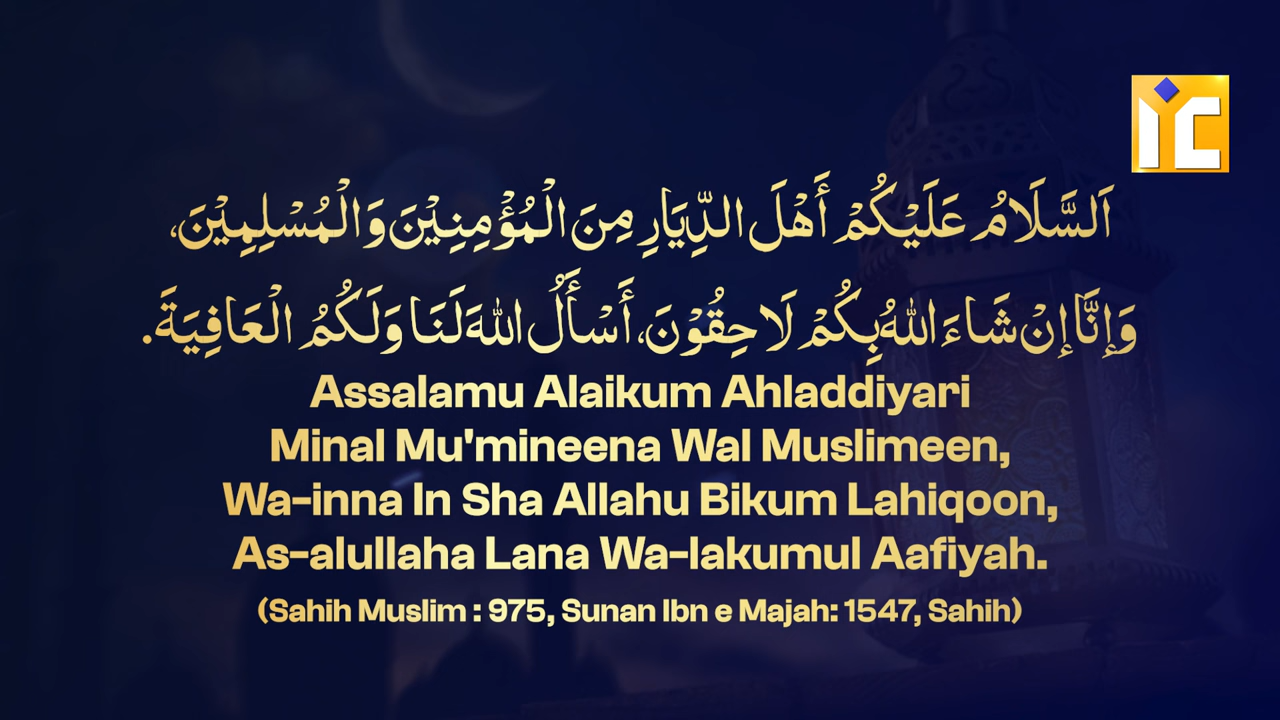 اَلسَّلَامُ عَلَيْكُمْ أَهْلَ الدِّيَارِ مِنَ الْمُؤْمِنِيْنَ وَالْمُسْلِمِيْنَ،
وَإِنَّا إِنْ شَاءَ اللهُ بِكُمْ لَاحِقُوْنَ، أَسْأَلُ اللهَ لَنَا وَلَكُمُ الْعَافِيَةَ.
Assalamu Alaikum Ahladdiyari
Minal Mu'mineena Wal Muslimeen,
Wa-inna In Sha Allahu Bikum Lahiqoon,
As-alullaha Lana Wa-lakumul Aafiyah.
(Sahih Muslim : 975, Sunan Ibn e Majah: 1547, Sahih)
iC